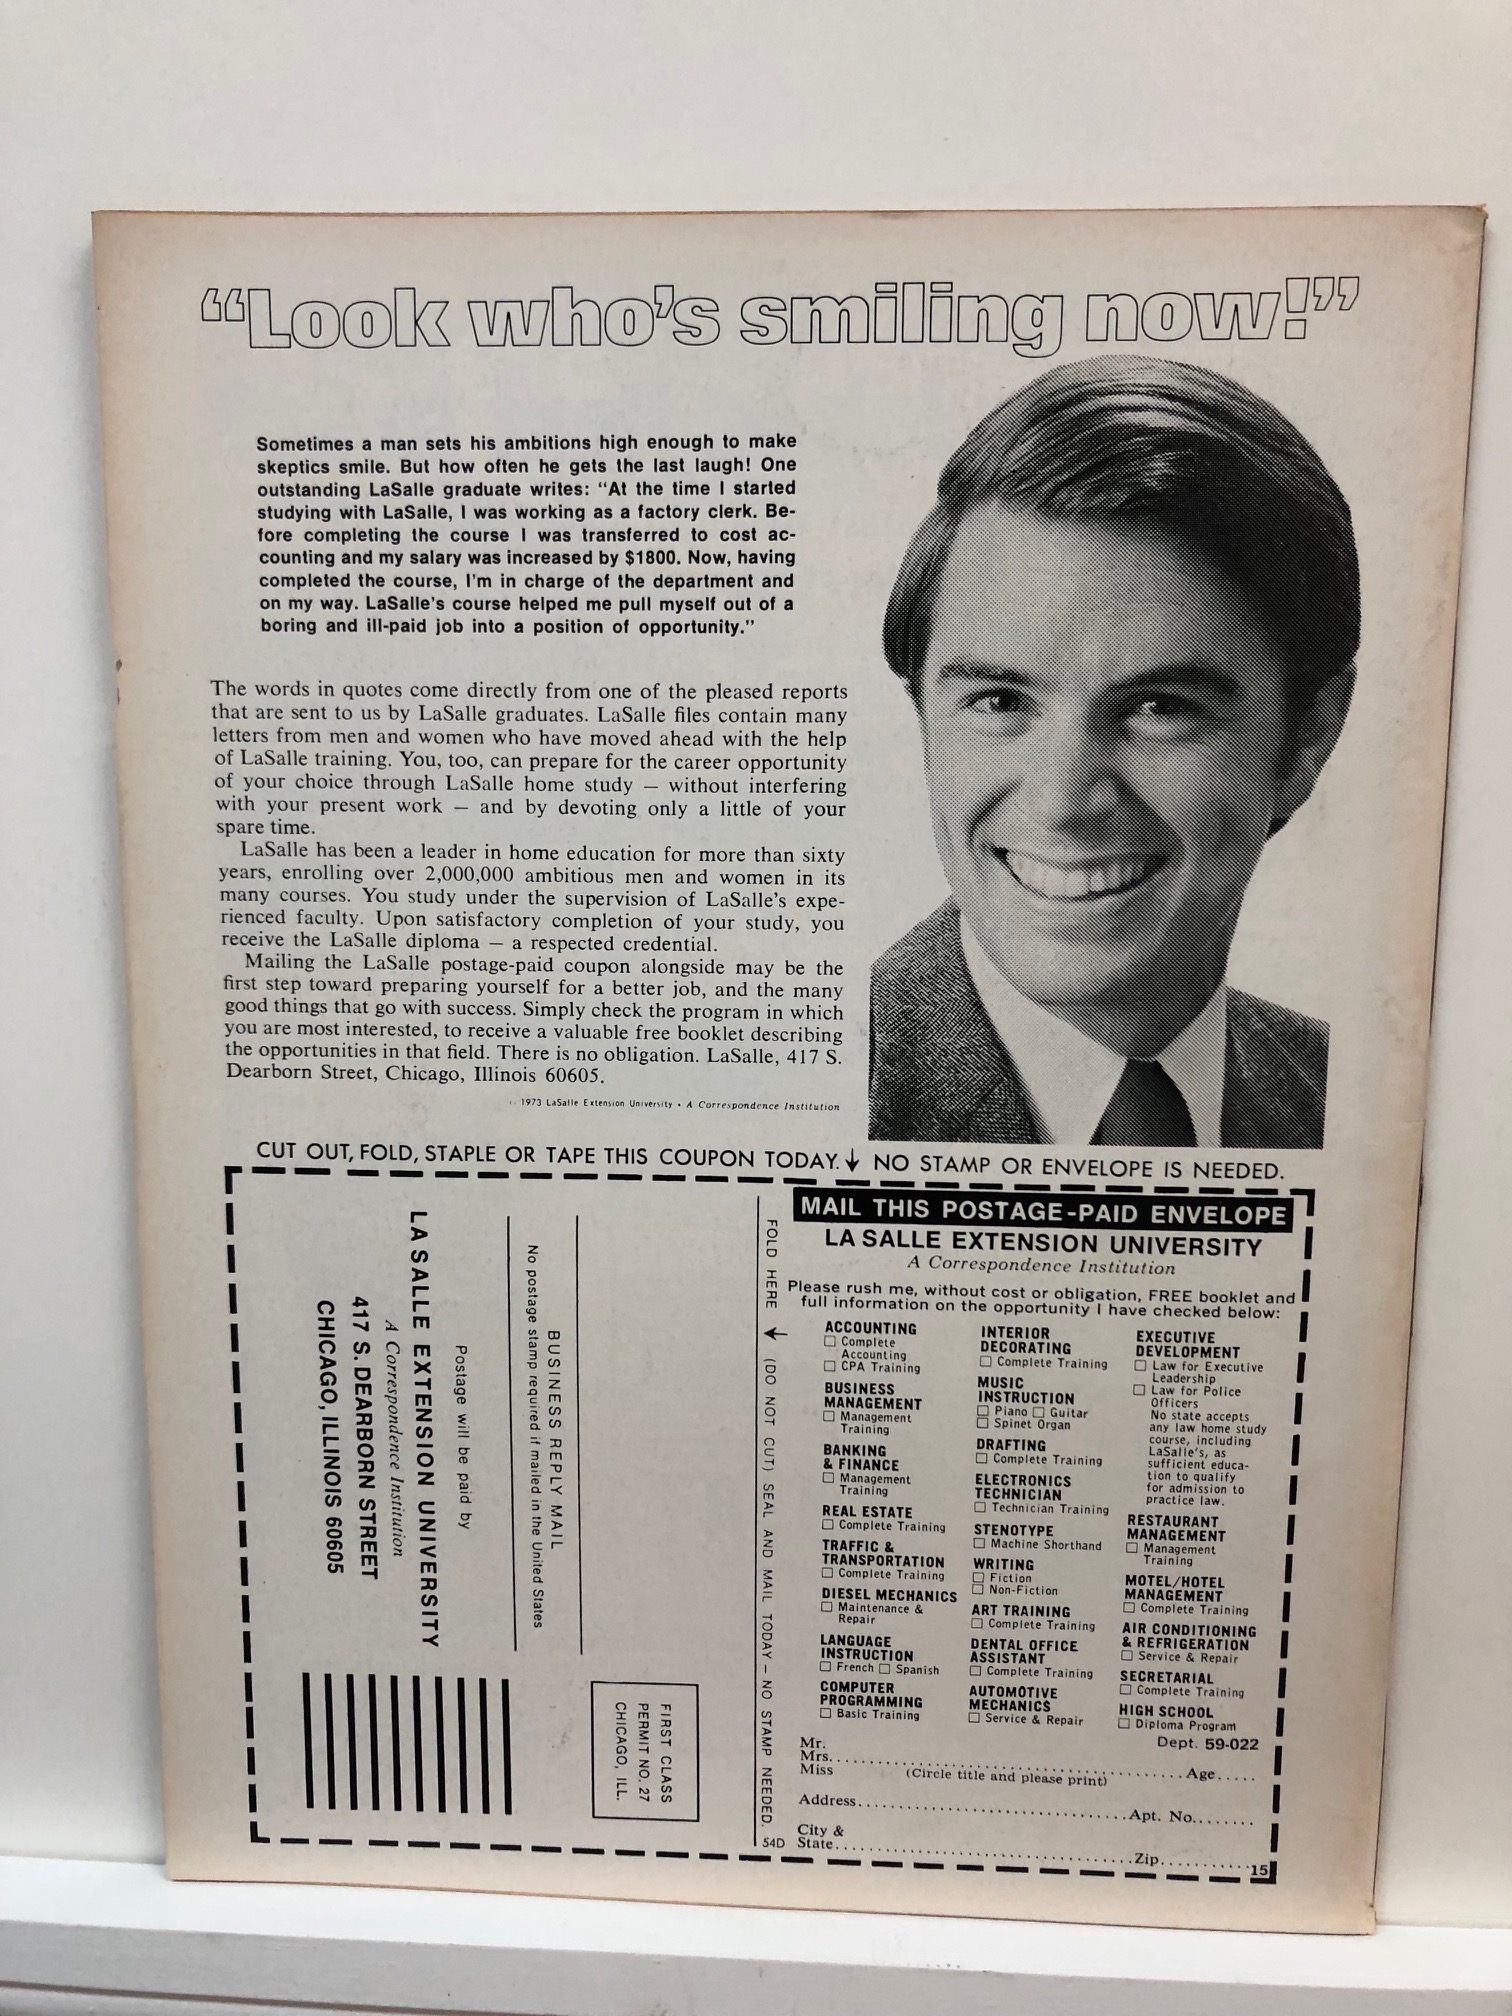 “Look who's smiling now!”
Sometimes a man sets his ambitions high enough to make
skeptics smile. But how often he gets the last laugh! One
outstanding LaSalle graduate writes: “At the time I started
studying with LaSalle, I was working as a factory clerk. Be-
fore completing the course I was transferred to cost ac-
counting and my salary was increased by $1800. Now, having
completed the course, I'm in charge of the department and
on my way. LaSalle's course helped me pull myself out of a
boring and ill-paid job into a position of opportunity.”
The words in quotes come directly from one of the pleased reports
that are sent to us by LaSalle graduates. LaSalle files contain many
letters from men and women who have moved ahead with the help
of LaSalle training. You, too, can prepare for the career opportunity
of your choice through LaSalle home study — without interfering
with your present work — and by devoting only a little of your
spare time.
LaSalle has been a leader in home education for more than sixty
years, enrolling over 2,000,000 ambitious men and women in its
many courses. You study under the supervision of LaSalle's expe-
rienced faculty. Upon satisfactory completion of your study, you
receive the LaSalle diploma — a respected credential.
Mailing the LaSalle postage-paid coupon alongside may be the
first step toward preparing yourself for a better job, and the many
good things that go with success. Simply check the program in which
you are most interested, to receive a valuable free booklet describing
the opportunities in that field. There is no obligation. LaSalle, 417 S.
Dearborn Street, Chicago, Illinois 60605.
1973 LaSalle Extension University • A Correspondence Institution
CUT OUT, FOLD, STAPLE OR TAPE THIS COUPON TODAY.↓ NO STAMP OR ENVELOPE IS NEEDED.
FIRST CLASS
PERMIT NO. 27
CHICAGO, ILL.
BUSINESS REPLY MAIL
No postage stamp required if mailed in the United States
Postage will be paid by
LA SALLE EXTENSION UNIVERSITY
A Correspondence Institution
417 S. DEARBORN STREET
CHICAGO, ILLINOIS 60605
FOLD HERE ↓ (DO NOT CUT) SEAL AND MAIL TODAY — NO STAMP NEEDED.
54D
MAIL THIS POSTAGE-PAID ENVELOPE
LA SALLE EXTENSION UNIVERSITY
A Correspondence Institution
Please rush me, without cost or obligation, FREE booklet and
full information on the opportunity I have checked below:
ACCOUNTING
☐ Complete
Accounting
☐ CPA Training
BUSINESS
MANAGEMENT
☐ Management
Training
BANKING
& FINANCE
☐ Management
Training
REAL ESTATE
☐ Complete Training
TRAFFIC &
TRANSPORTATION
☐ Complete Training
DIESEL MECHANICS
☐ Maintenance &
Repair
LANGUAGE
INSTRUCTION
☐ French ☐ Spanish
COMPUTER
PROGRAMMING
☐ Basic Training
INTERIOR
DECORATING
☐ Complete Training
MUSIC
INSTRUCTION
☐ Piano ☐ Guitar
☐ Spinet Organ
DRAFTING
☐ Complete Training
ELECTRONICS
TECHNICIAN
☐ Technician Training
STENOTYPE
☐ Machine Shorthand
WRITING
☐ Fiction
☐ Non-Fiction
ART TRAINING
☐ Complete Training
DENTAL OFFICE
ASSISTANT
☐ Complete Training
AUTOMOTIVE
MECHANICS
☐ Service & Repair
EXECUTIVE
DEVELOPMENT
☐ Law for Executive
Leadership
☐ Law for Police
Officers
No state accepts
any law home study
course, including
LaSalle's, as
sufficient educa-
tion to qualify
for admission to
practice law.
RESTAURANT
MANAGEMENT
☐ Management
Training
MOTEL/HOTEL
MANAGEMENT
☐ Complete Training
AIR CONDITIONING
& REFRIGERATION
☐ Service & Repair
SECRETARIAL
☐ Complete Training
HIGH SCHOOL
☐ Diploma Program
Dept. 59-022
Mr.
Mrs. Age
Miss (Circle title and please print)
Address Apt. No.
City &
State Zip 15